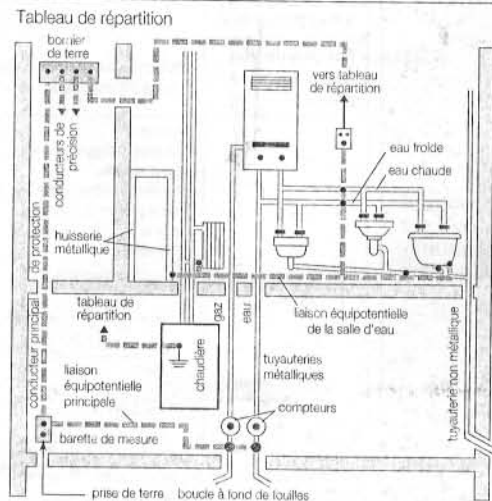 Tableau de répartition
bornier
de terre
vers tableau
de répartition
conducteurs de
précision
eau froide
eau chaude
conducteur principal de protection
huisserie
métallique
liaison équipotentielle
de la salle d'eau
tableau de
répartition
gaz
eau
chaudière
tuyauteries
métalliques
tuyauterie non métallique
liaison
équipotentielle
principale
compteurs
barette de mesure
prise de terre
boucle à fond de fouilles